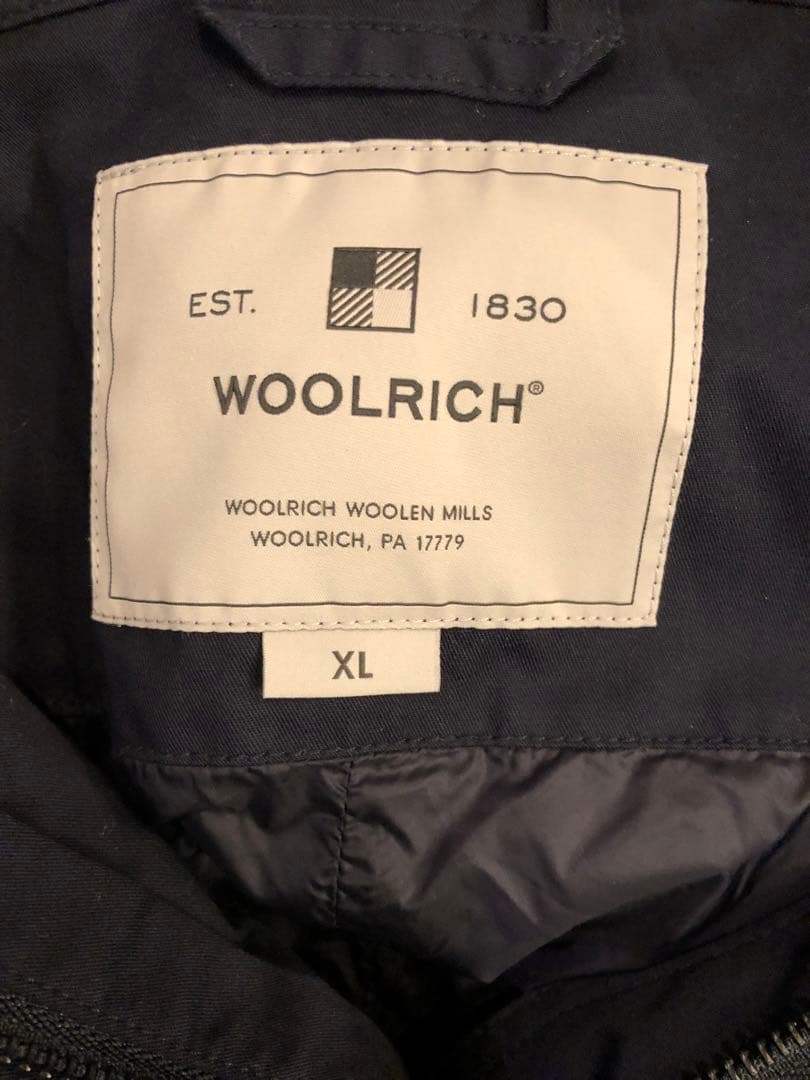 EST. 1830
WOOLRICH®
WOOLRICH WOOLEN MILLS
WOOLRICH, PA 17779
XL